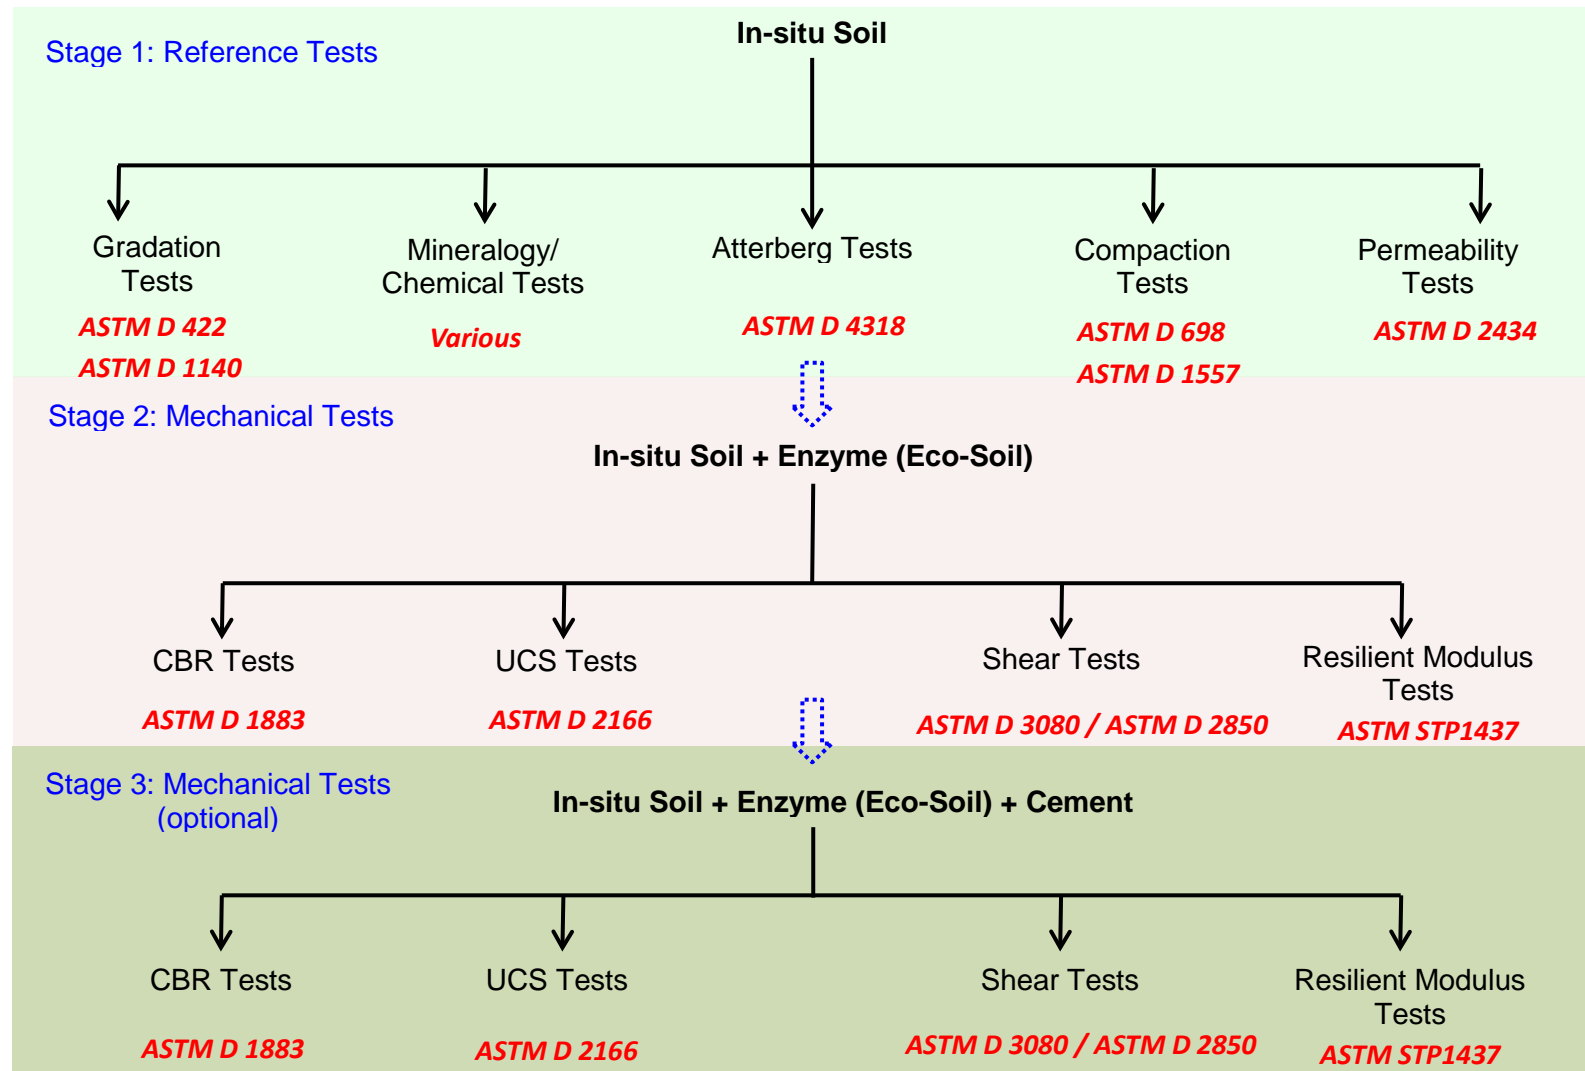 In-situ Soil
Stage 1: Reference Tests
Gradation
Tests
ASTM D 422
ASTM D 1140
Mineralogy/
Chemical Tests
Various
Atterberg Tests
ASTM D 4318
Compaction
Tests
ASTM D 698
ASTM D 1557
Permeability
Tests
ASTM D 2434
Stage 2: Mechanical Tests
In-situ Soil + Enzyme (Eco-Soil)
CBR Tests
ASTM D 1883
UCS Tests
ASTM D 2166
Shear Tests
ASTM D 3080 / ASTM D 2850
Resilient Modulus
Tests
ASTM STP1437
Stage 3: Mechanical Tests
(optional)
In-situ Soil + Enzyme (Eco-Soil) + Cement
CBR Tests
ASTM D 1883
UCS Tests
ASTM D 2166
Shear Tests
ASTM D 3080 / ASTM D 2850
Resilient Modulus
Tests
ASTM STP1437